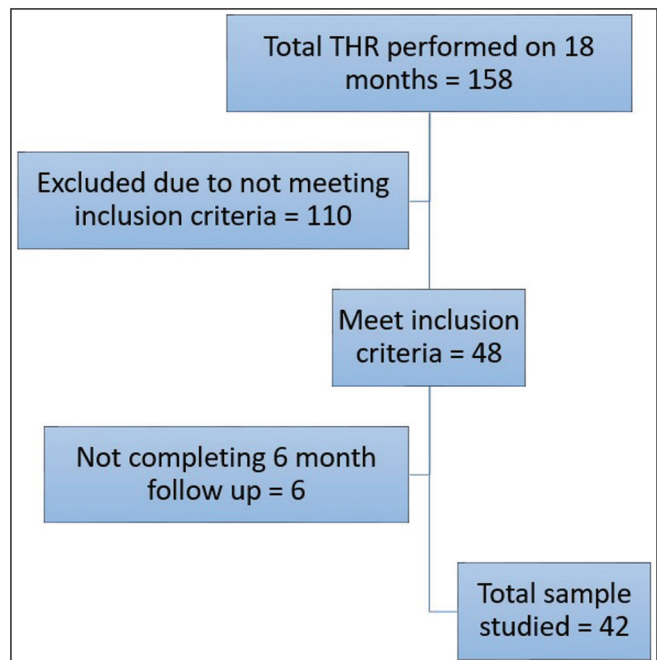 Total THR performed on 18
months = 158
Excluded due to not meeting
inclusion criteria = 110
Meet inclusion
criteria = 48
Not completing 6 month
follow up = 6
Total sample
studied = 42